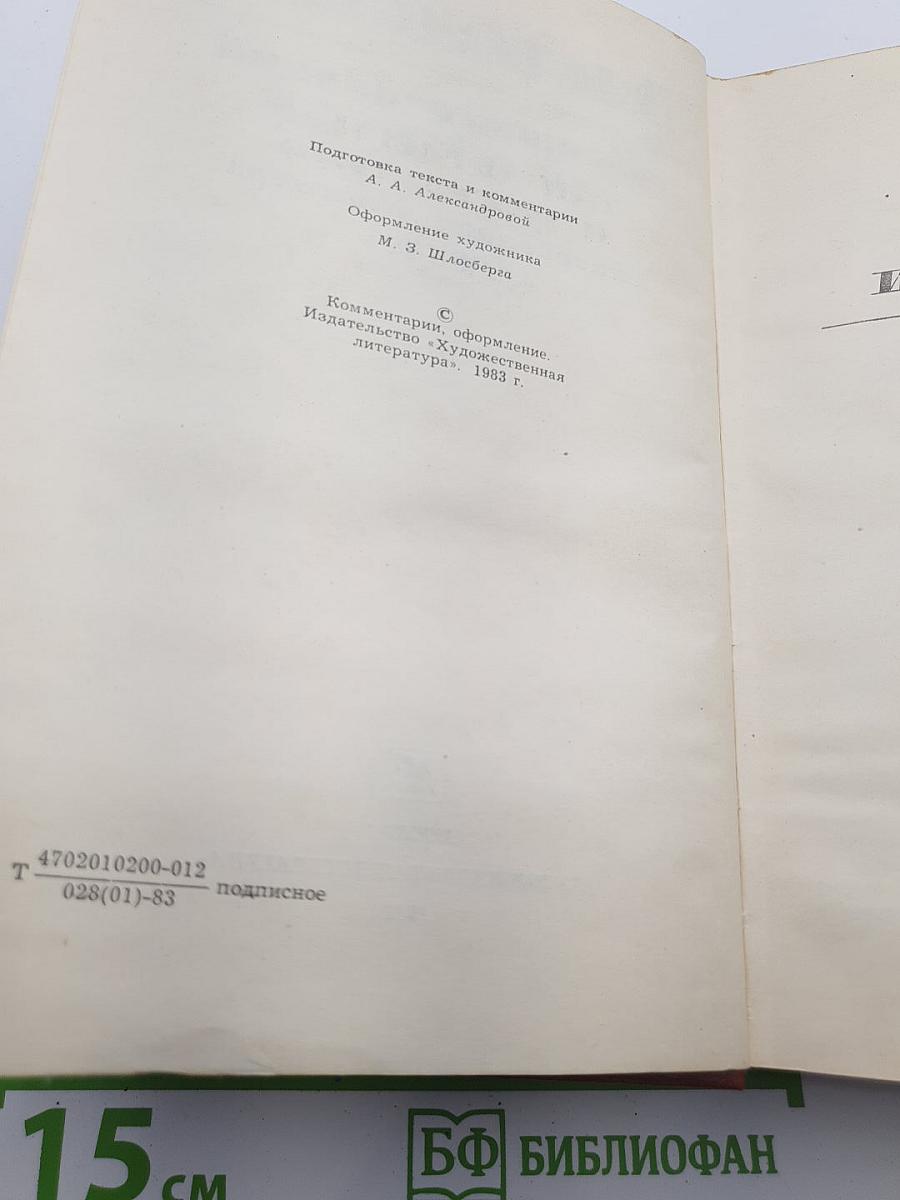 Подготовка текста и комментарии
А. А. Александровой
Оформление художника
М. З. Шлосберга
©
Комментарии, оформление.
Издательство «Художественная
литература». 1983 г.
Т 4702010200-012
028(01)-83 подписное
15 см
БФ БИБЛИОФАН